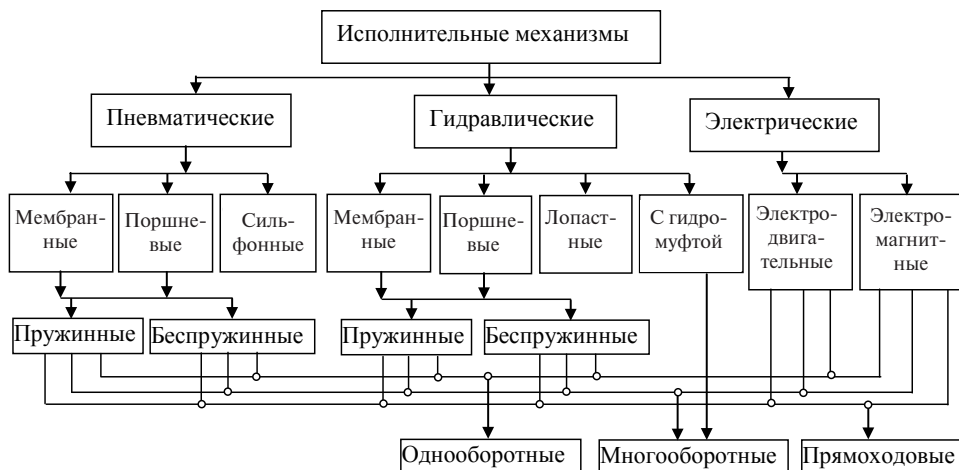 Исполнительные механизмы
Пневматические
Гидравлические
Электрические
Мембран-
ные
Поршне-
вые
Силь-
фонные
Мембран-
ные
Поршне-
вые
Лопаст-
ные
С гидро-
муфтой
Электро-
двига-
тельные
Электро-
магнит-
ные
Пружинные
Беспружинные
Пружинные
Беспружинные
Однооборотные
Многооборотные
Прямоходовые